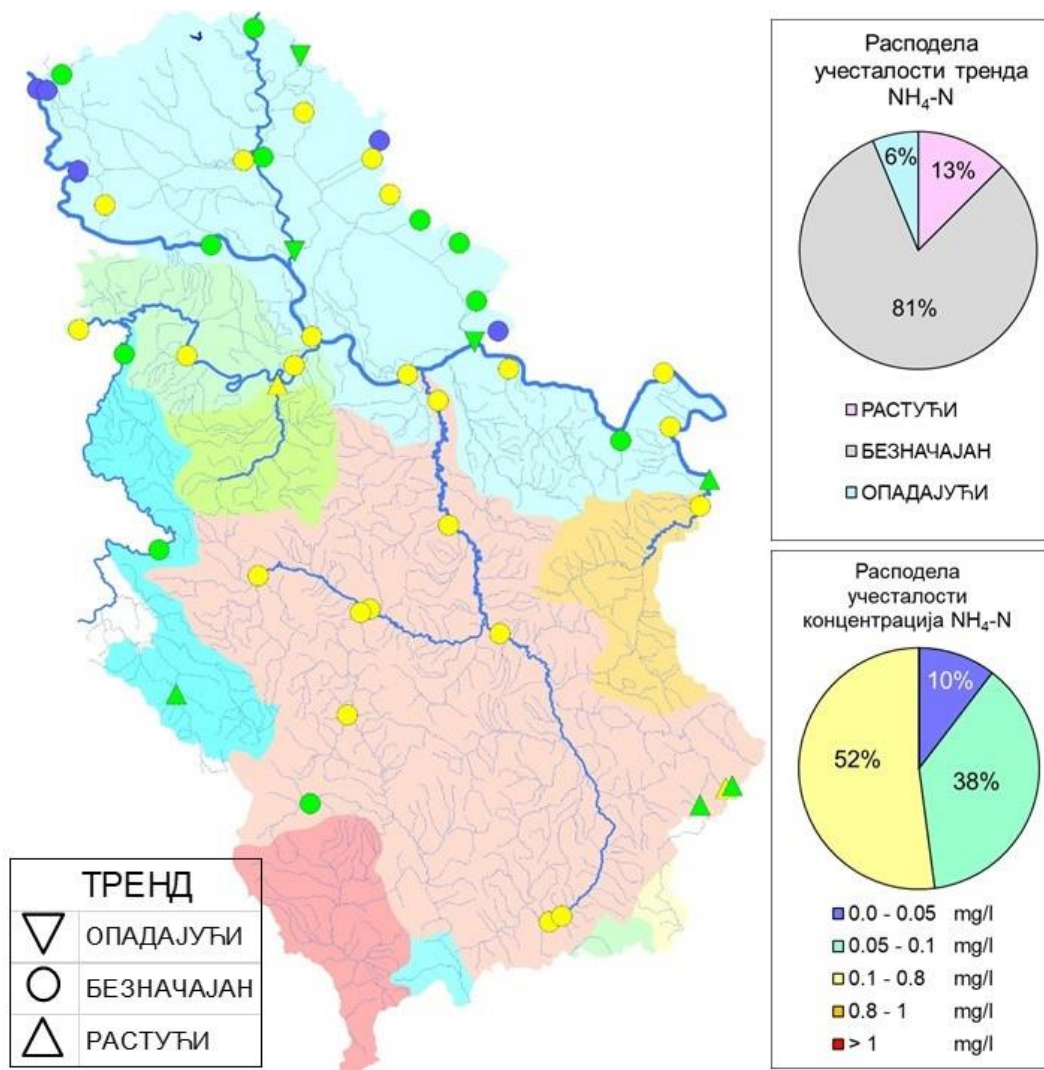 Расподела
учесталости тренда
NH₄-N
6%
13%
81%
РАСТУЋИ
БЕЗНАЧАЈАН
ОПАДАЈУЋИ
Расподела
учесталости
концентрација NH₄-N
10%
52%
38%
0.0 - 0.05 mg/l
0.05 - 0.1 mg/l
0.1 - 0.8 mg/l
0.8 - 1 mg/l
> 1 mg/l
ТРЕНД
ОПАДАЈУЋИ
БЕЗНАЧАЈАН
РАСТУЋИ